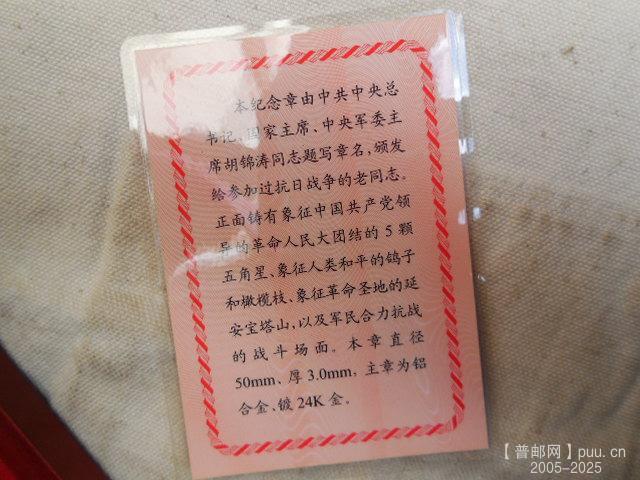 本纪念章由中共中央总
书记、国家主席、中央军委主
席胡锦涛同志题写章名,颁发
给参加过抗日战争的老同志。
正面铸有象征中国共产党领
导的革命人民大团结的 5 颗
五角星、象征人类和平的鸽子
和橄榄枝、象征革命圣地的延
安宝塔山,以及军民合力抗战
的战斗场面。本章直径
50mm、厚 3.0mm,主章为铝
合金、镀 24K 金。
【普邮网】puu.cn
2005-2025